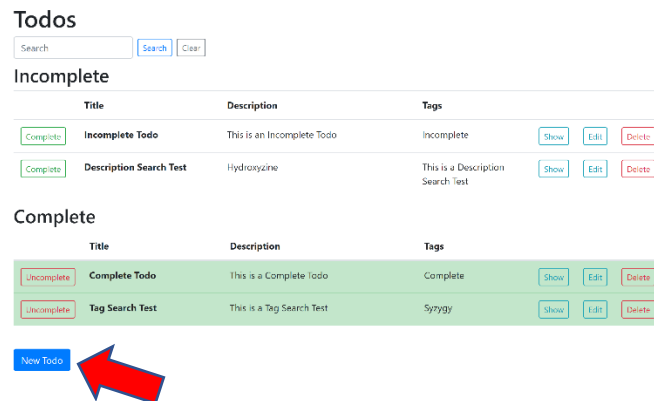 Todos
Search Search Clear
Incomplete
Title Description Tags
Complete Incomplete Todo This is an Incomplete Todo Incomplete Show Edit Delete
Complete Description Search Test Hydroxyzine This is a Description Show Edit Delete
Search Test
Complete
Title Description Tags
Uncomplete Complete Todo This is a Complete Todo Complete Show Edit Delete
Uncomplete Tag Search Test This is a Tag Search Test Syzygy Show Edit Delete
New Todo